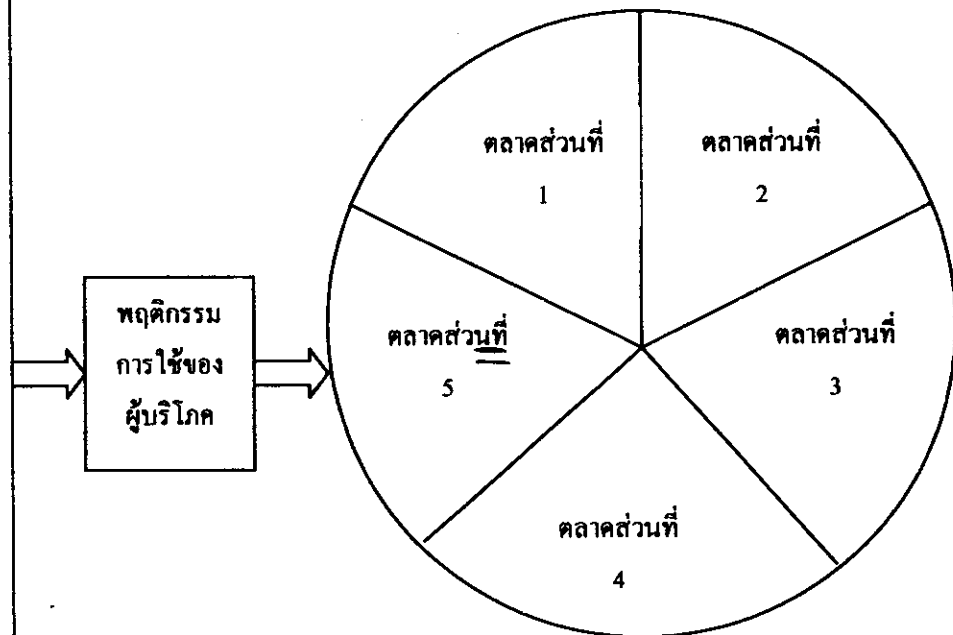 ตลาดส่วนที่
1
ตลาดส่วนที่
2
พฤติกรรม
การใช้ของ
ผู้บริโภค
ตลาดส่วนที่
5
ตลาดส่วนที่
3
ตลาดส่วนที่
4